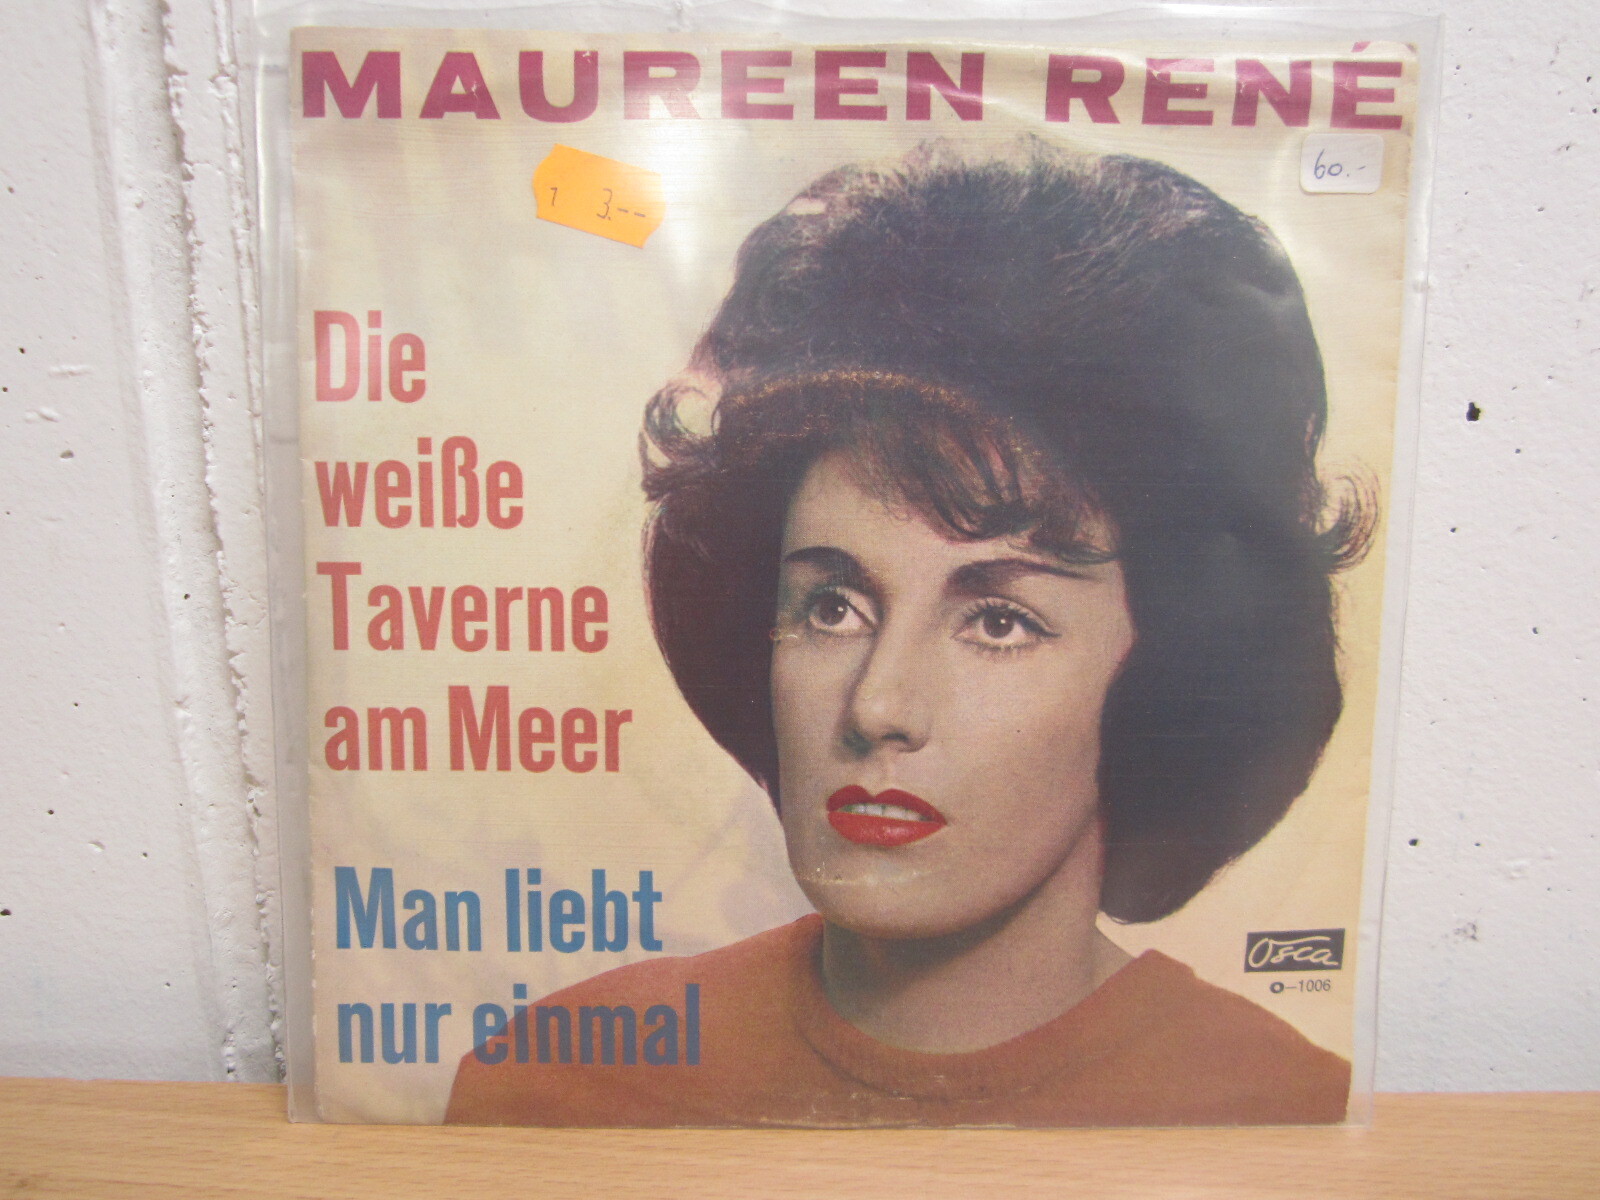 MAUREEN RENÉ
60.-
1 3.--
Die
weiße
Taverne
am Meer
Man liebt
nur einmal
Osca
O-1006